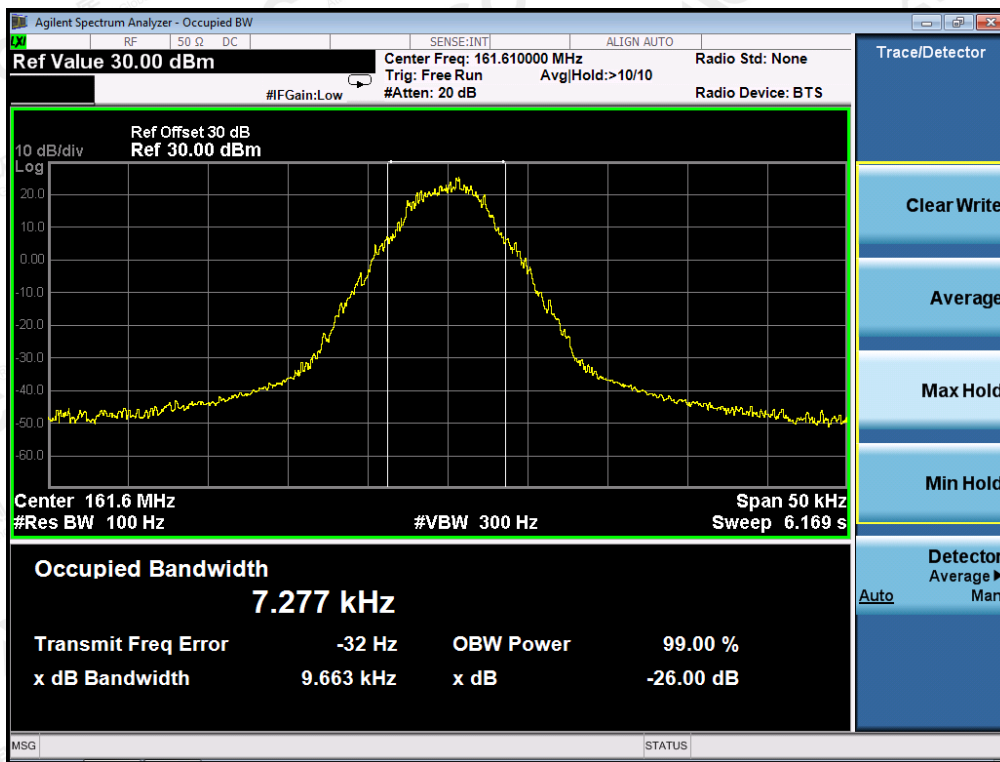 Agilent Spectrum Analyzer - Occupied BW
LXI RF 50 Ω DC SENSE:INT ALIGN AUTO
Ref Value 30.00 dBm
Center Freq: 161.610000 MHz
Radio Std: None
Trig: Free Run Avg|Hold:>10/10
#IFGain:Low
#Atten: 20 dB
Radio Device: BTS
Trace/Detector
Ref Offset 30 dB
10 dB/div Ref 30.00 dBm
Log
20.0
10.0
0.00
-10.0
-20.0
-30.0
-40.0
-50.0
-60.0
Center 161.6 MHz
Span 50 kHz
#Res BW 100 Hz
#VBW 300 Hz
Sweep 6.169 s
Clear Write
Average
Max Hold
Min Hold
Detector
Average
Auto Man
Occupied Bandwidth
7.277 kHz
Transmit Freq Error -32 Hz OBW Power 99.00 %
x dB Bandwidth 9.663 kHz x dB -26.00 dB
MSG STATUS